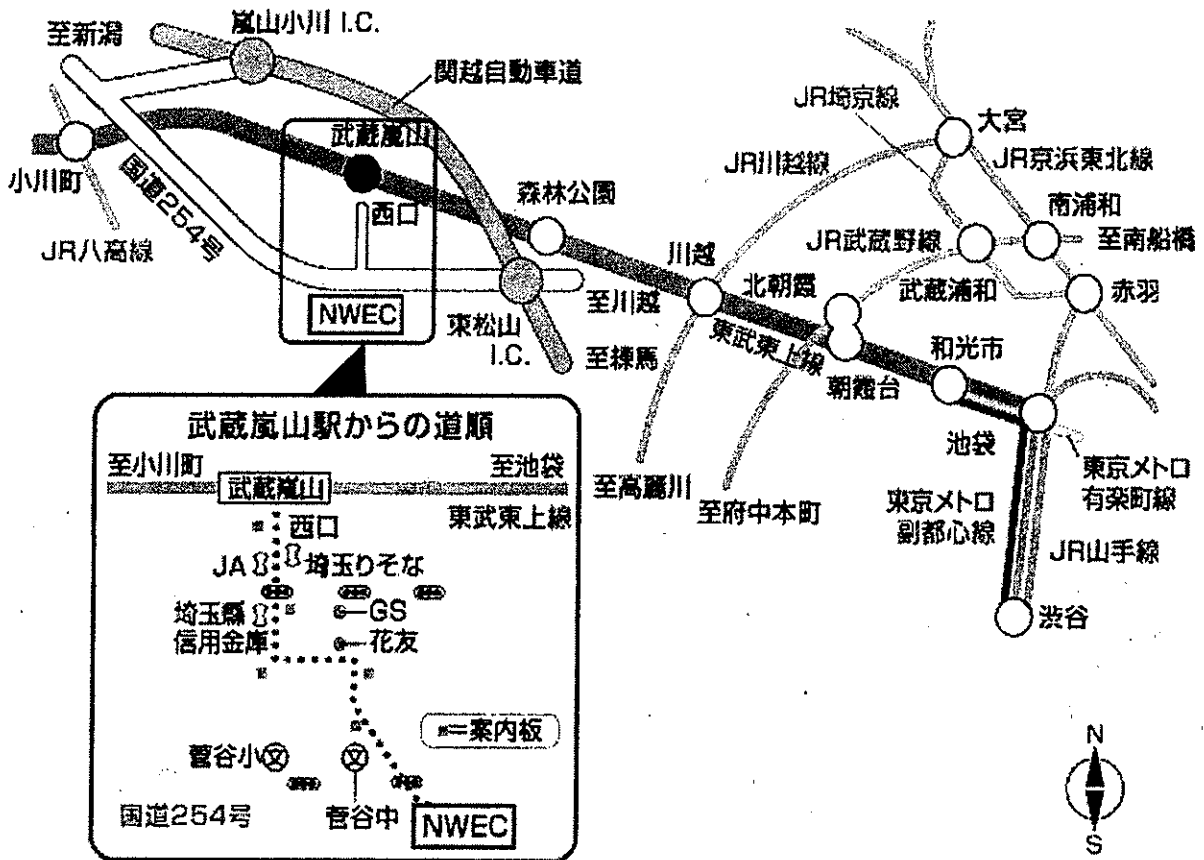 至新潟
嵐山小川 I.C.
関越自動車道
武蔵嵐山
小川町
国道254号
西口
森林公園
JR八高線
NWEC
東松山
I.C.
至川越
至練馬
川越
東武東上線
北朝霞
朝霞台
和光市
池袋
JR埼京線
大宮
JR川越線
JR京浜東北線
南浦和
JR武蔵野線
至南船橋
武蔵浦和
赤羽
至高麗川
至府中本町
東京メトロ
副都心線
東京メトロ
有楽町線
JR山手線
渋谷
武蔵嵐山駅からの道順
至小川町
至池袋
武蔵嵐山
西口
東武東上線
JA
埼玉りそな
埼玉縣
信用金庫
GS
花友
=案内板
菅谷小
文
文
国道254号
菅谷中
NWEC
N
S